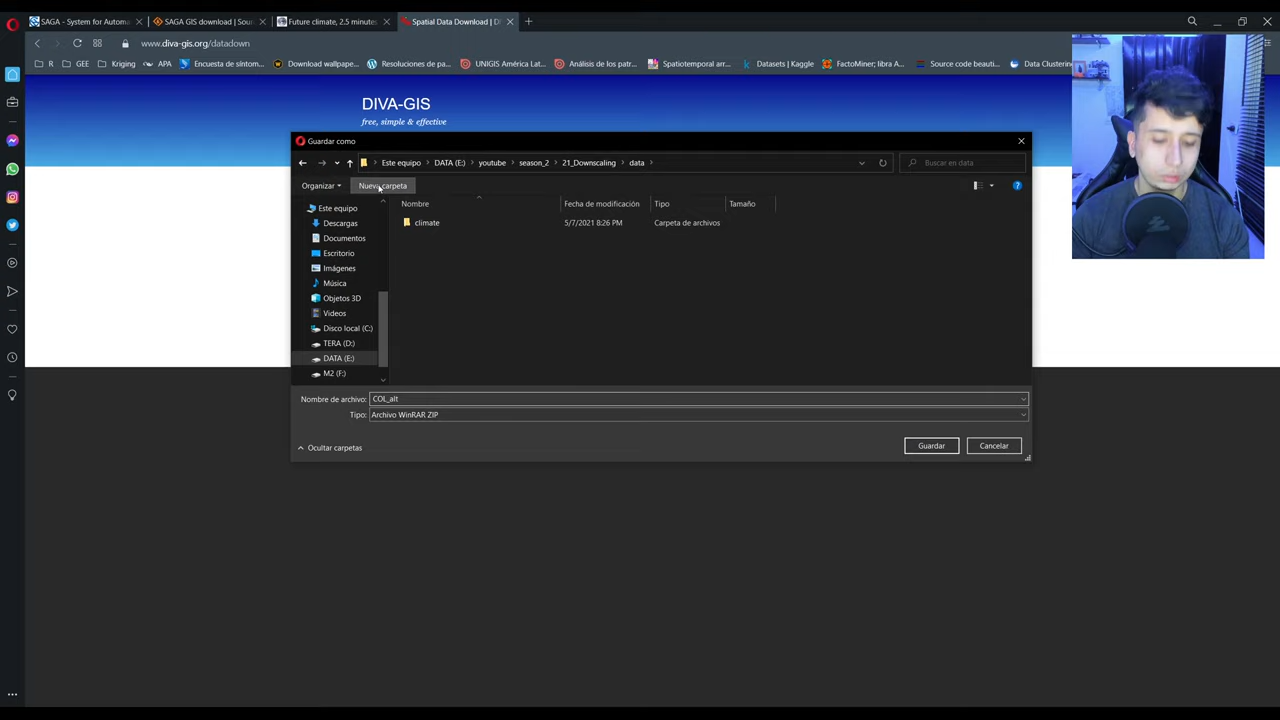 SAGA - System for Automa
SAGA GIS download | Sour
Future climate, 2.5 minutes
Spatial Data Download | D
www.diva-gis.org/datadown
R
GEE
Kriging
APA
Encuesta de síntom...
Download wallpape...
Resoluciones de pa...
UNIGIS América Lat...
Análisis de los patr...
Spatiotemporal arr...
Datasets | Kaggle
FactoMiner; libra A...
Source code beauti...
Data Clustering
DIVA-GIS
free, simple & effective
Guardar como
Este equipo
DATA (E:)
youtube
season_2
21_Downscaling
data
Buscar en data
Organizar
Nueva carpeta
Nombre
Fecha de modificación
Tipo
Tamaño
Este equipo
Descargas
Documentos
Escritorio
Imágenes
Música
Objetos 3D
Videos
Disco local (C:)
TERA (D:)
DATA (E:)
M2 (F:)
climate
5/7/2021 8:26 PM
Carpeta de archivos
Nombre de archivo:
COL_alt
Tipo:
Archivo WinRAR ZIP
Ocultar carpetas
Guardar
Cancelar